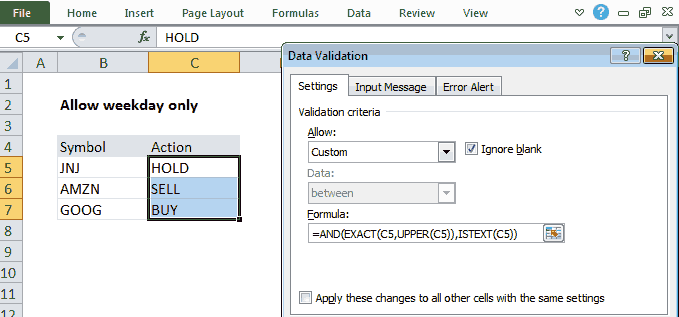 File Home Insert Page Layout Formulas Data Review View
C5 fx HOLD
A B C
1
2 Allow weekday only
3
4 Symbol Action
5 JNJ HOLD
6 AMZN SELL
7 GOOG BUY
8
9
10
11
12
Data Validation
Settings Input Message Error Alert
Validation criteria
Allow:
Custom Ignore blank
Data:
between
Formula:
=AND(EXACT(C5,UPPER(C5)),ISTEXT(C5))
Apply these changes to all other cells with the same settings